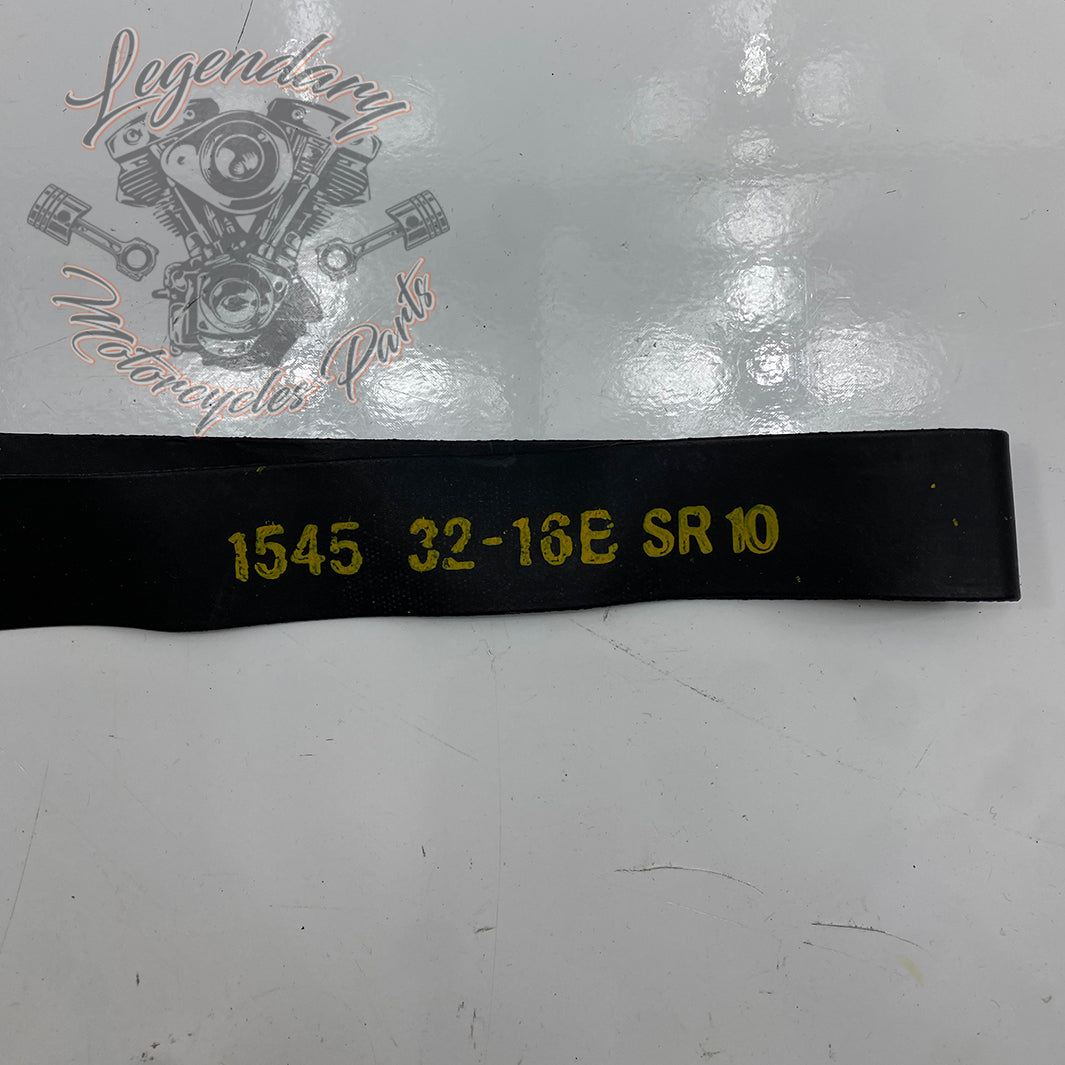 Legendary
Motorcycles Parts
1545 32-16E SR 10